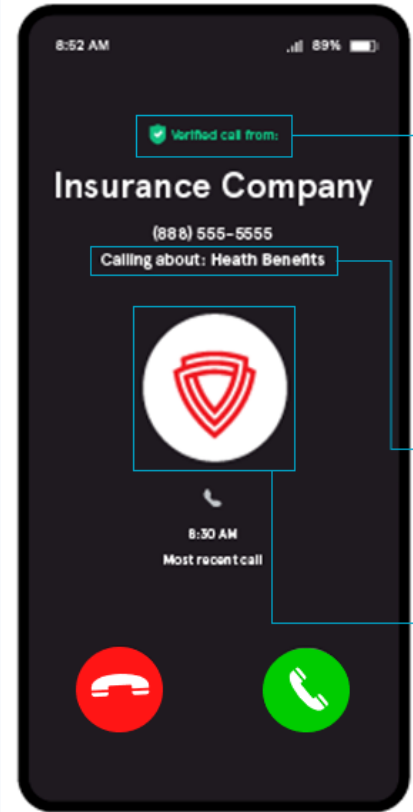 8:52 AM 89%
Verified call from:
Insurance Company
(888) 555-5555
Calling about: Heath Benefits
8:30 AM
Most recent call